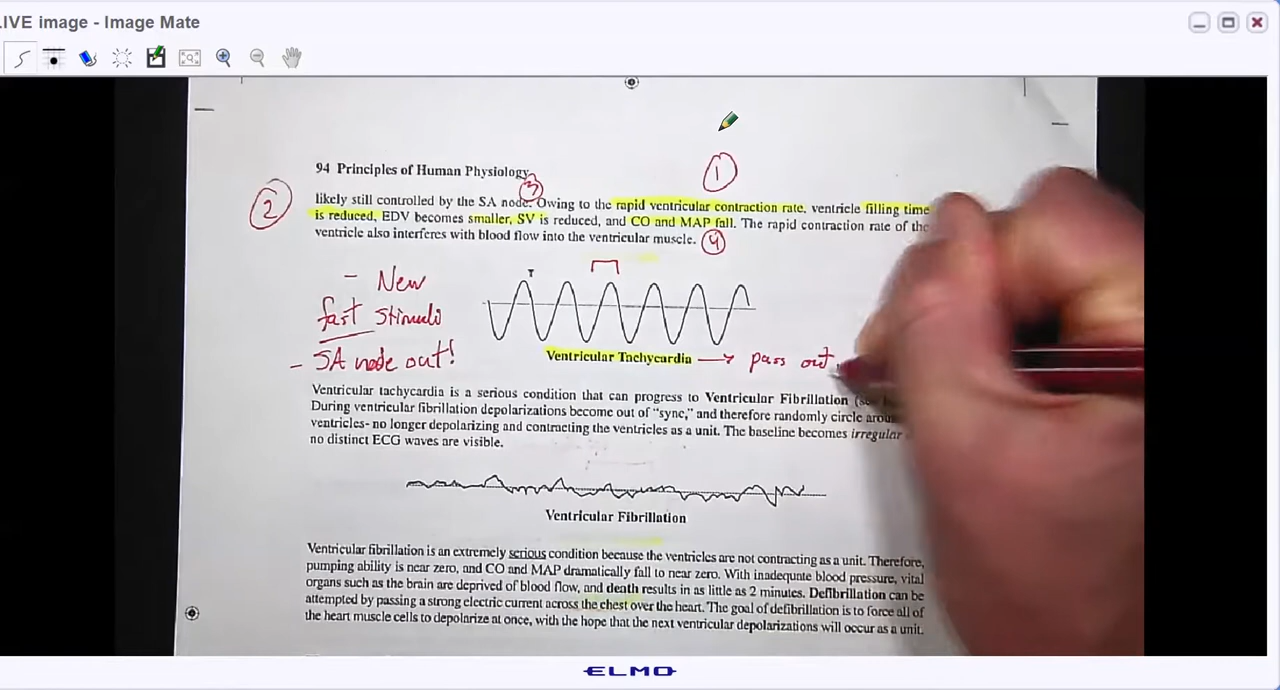 LIVE image - Image Mate
①
94 Principles of Human Physiology
② ③
likely still controlled by the SA node. Owing to the rapid ventricular contraction rate, ventricle filling time
is reduced, EDV becomes smaller, SV is reduced, and CO and MAP fall. The rapid contraction rate of the
ventricle also interferes with blood flow into the ventricular muscle. ④
T
- New
fast stimuli
- SA node out!
Ventricular Tachycardia → pass out
Ventricular tachycardia is a serious condition that can progress to Ventricular Fibrillation
During ventricular fibrillation depolarizations become out of “sync,” and therefore randomly circle
ventricles- no longer depolarizing and contracting the ventricles as a unit. The baseline becomes irregular
no distinct ECG waves are visible.
Ventricular Fibrillation
Ventricular fibrillation is an extremely serious condition because the ventricles are not contracting as a unit. Therefore,
pumping ability is near zero, and CO and MAP dramatically fall to near zero. With inadequate blood pressure, vital
organs such as the brain are deprived of blood flow, and death results in as little as 2 minutes. Defibrillation can be
attempted by passing a strong electric current across the chest over the heart. The goal of defibrillation is to force all of
the heart muscle cells to depolarize at once, with the hope that the next ventricular depolarizations will occur as a unit.
ELMO